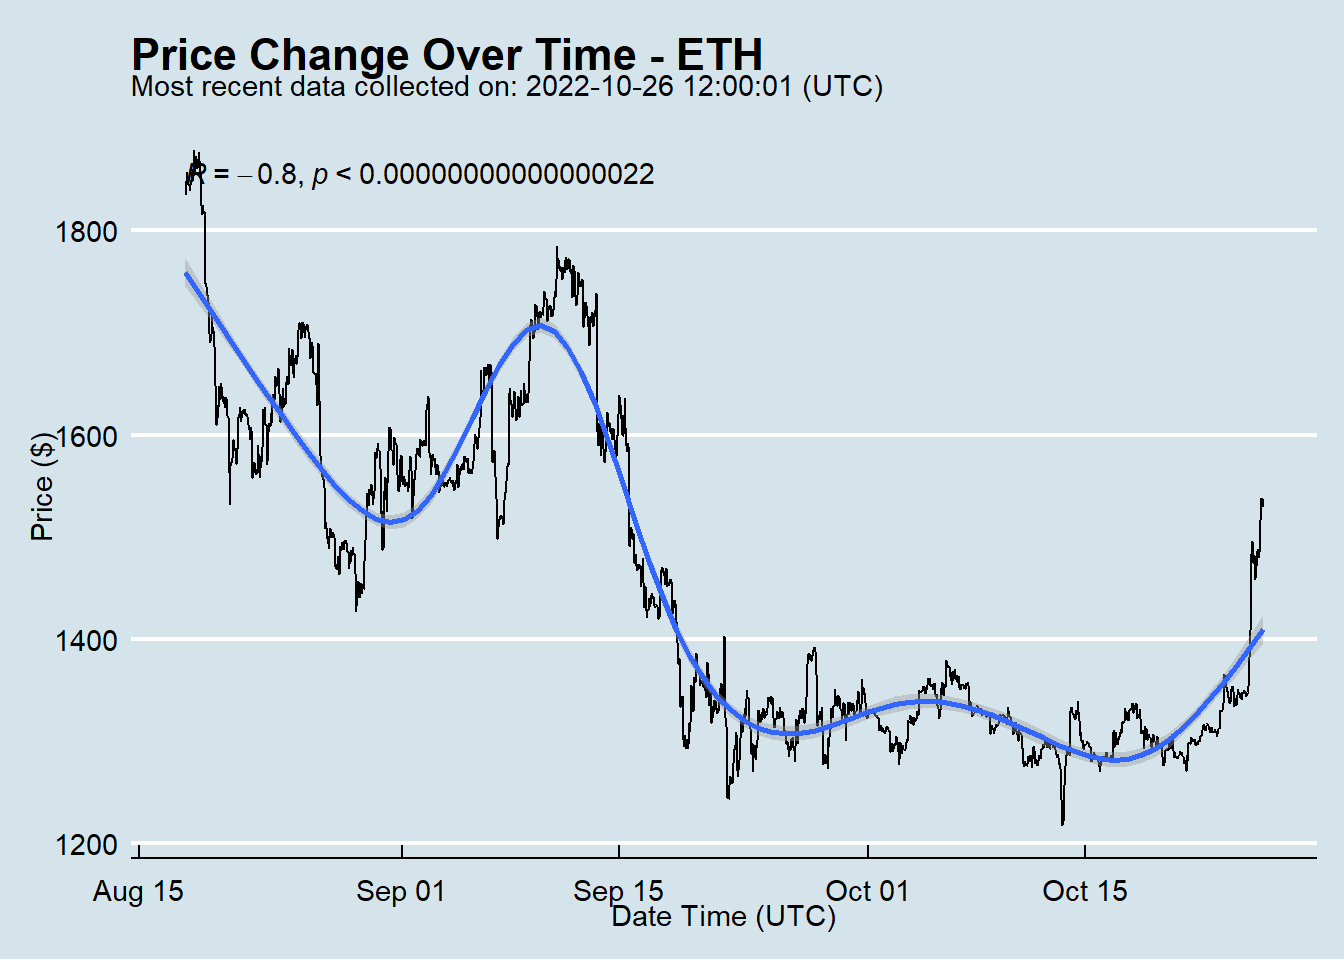 Price Change Over Time - ETH
Most recent data collected on: 2022-10-26 12:00:01 (UTC)
R = −0.8, p < 0.00000000000000022
1800
1600
1400
1200
Price ($)
Aug 15 Sep 01 Sep 15 Oct 01 Oct 15
Date Time (UTC)